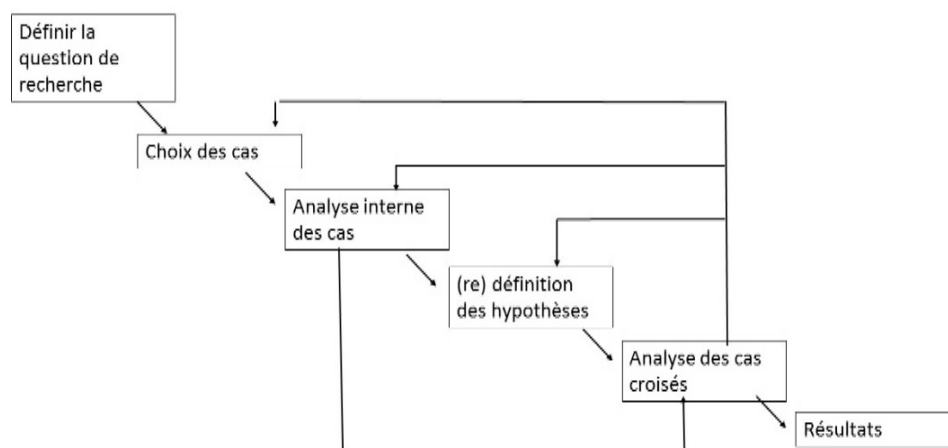 Définir la
question de
recherche
Choix des cas
Analyse interne
des cas
(re) définition
des hypothèses
Analyse des cas
croisés
Résultats